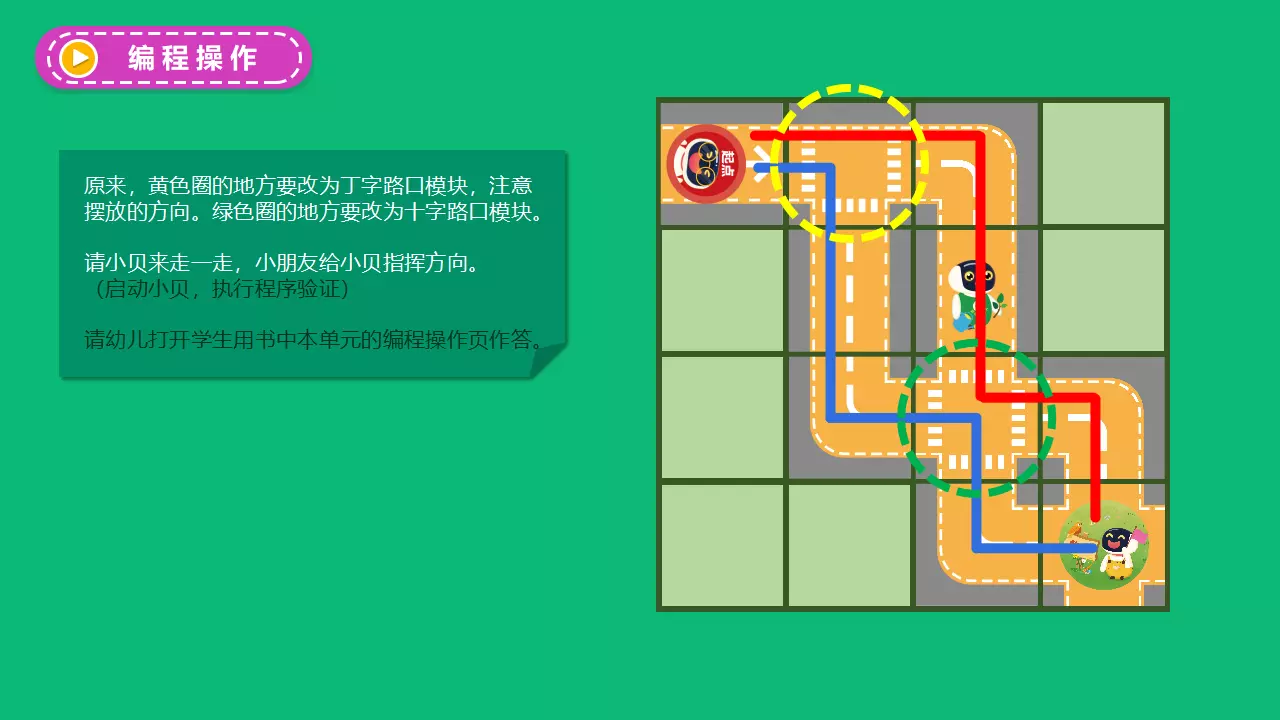 编程操作
原来，黄色圈的地方要改为丁字路口模块，注意
摆放的方向。绿色圈的地方要改为十字路口模块。
请小贝来走一走，小朋友给小贝指挥方向。
（启动小贝，执行程序验证）
请幼儿打开学生用书中本单元的编程操作页作答。
起点